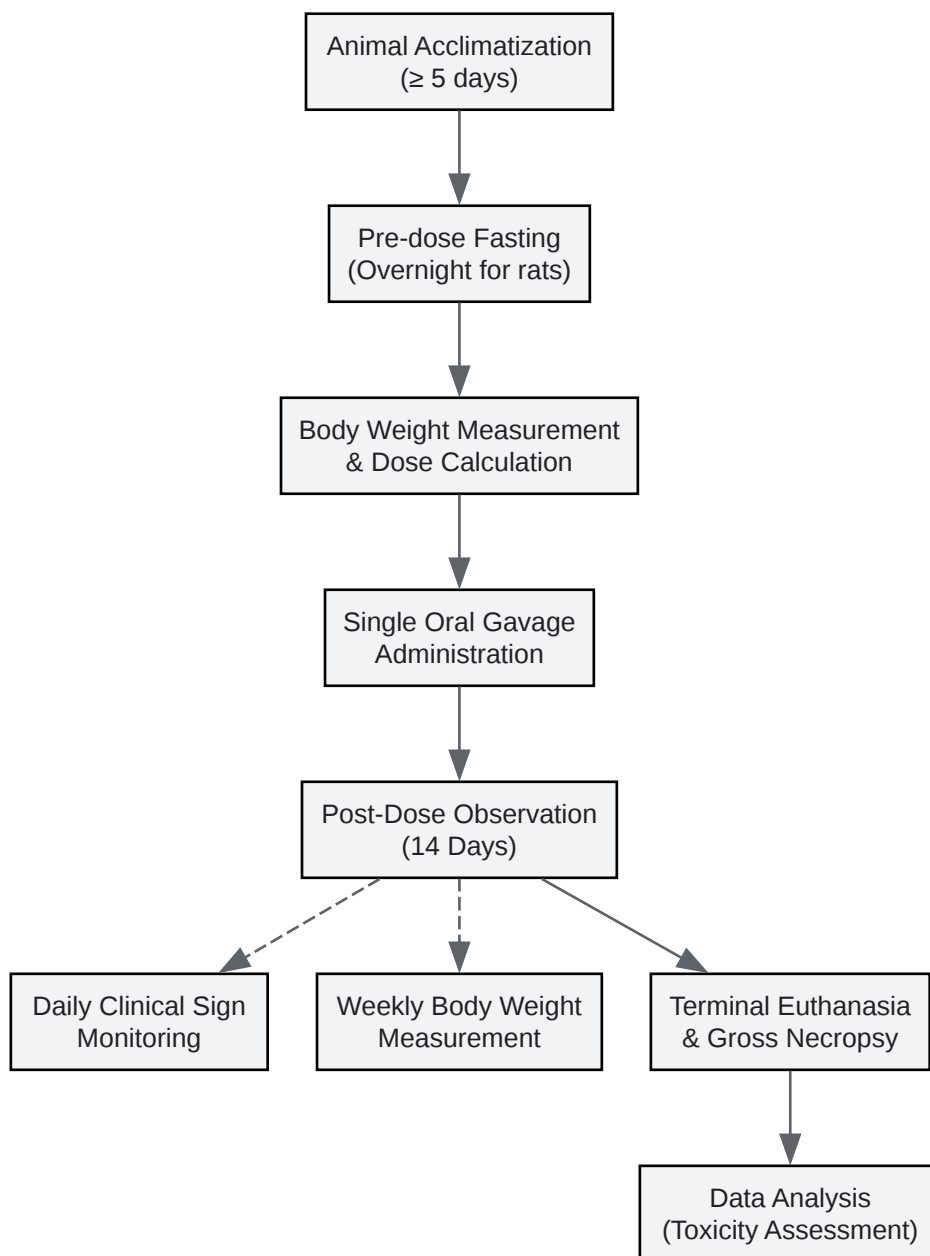 Animal Acclimatization
(≥ 5 days)
Pre-dose Fasting
(Overnight for rats)
Body Weight Measurement
& Dose Calculation
Single Oral Gavage
Administration
Post-Dose Observation
(14 Days)
Daily Clinical Sign
Monitoring
Weekly Body Weight
Measurement
Terminal Euthanasia
& Gross Necropsy
Data Analysis
(Toxicity Assessment)